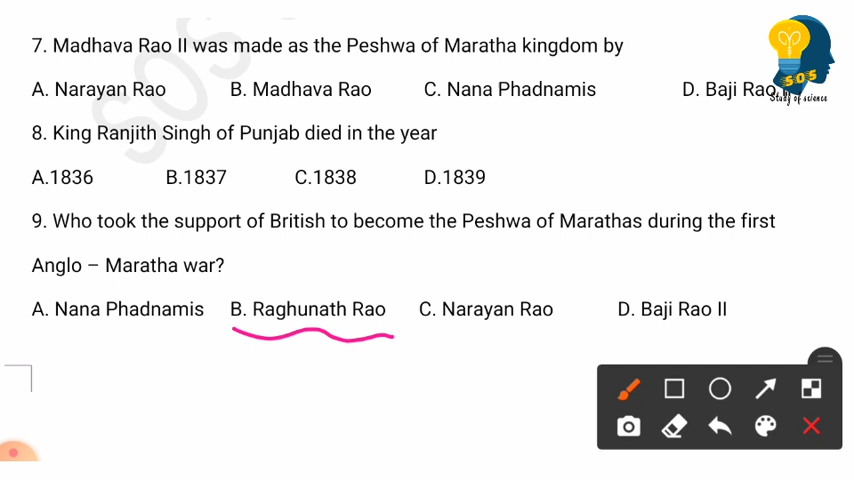 7. Madhava Rao II was made as the Peshwa of Maratha kingdom by
A. Narayan Rao B. Madhava Rao C. Nana Phadnamis D. Baji Rao
8. King Ranjith Singh of Punjab died in the year
A.1836 B.1837 C.1838 D.1839
9. Who took the support of British to become the Peshwa of Marathas during the first
Anglo – Maratha war?
A. Nana Phadnamis B. Raghunath Rao C. Narayan Rao D. Baji Rao II
SOS
Study of science
SOS